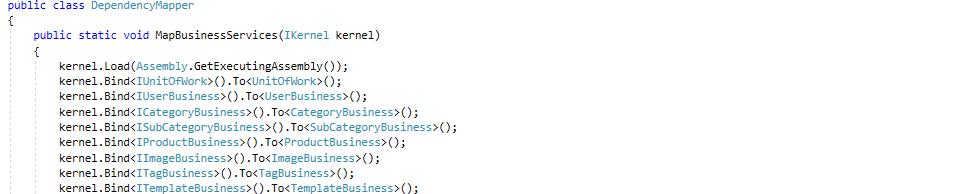 public class DependencyMapper
{
public static void MapBusinessServices(IKernel kernel)
{
kernel.Load(Assembly.GetExecutingAssembly());
kernel.Bind<IUnitOfWork>().To<UnitOfWork>();
kernel.Bind<IUserBusiness>().To<UserBusiness>();
kernel.Bind<ICategoryBusiness>().To<CategoryBusiness>();
kernel.Bind<ISubCategoryBusiness>().To<SubCategoryBusiness>();
kernel.Bind<IProductBusiness>().To<ProductBusiness>();
kernel.Bind<IImageBusiness>().To<ImageBusiness>();
kernel.Bind<ITagBusiness>().To<TagBusiness>();
kernel.Bind<ITemplateBusiness>().To<TemplateBusiness>();